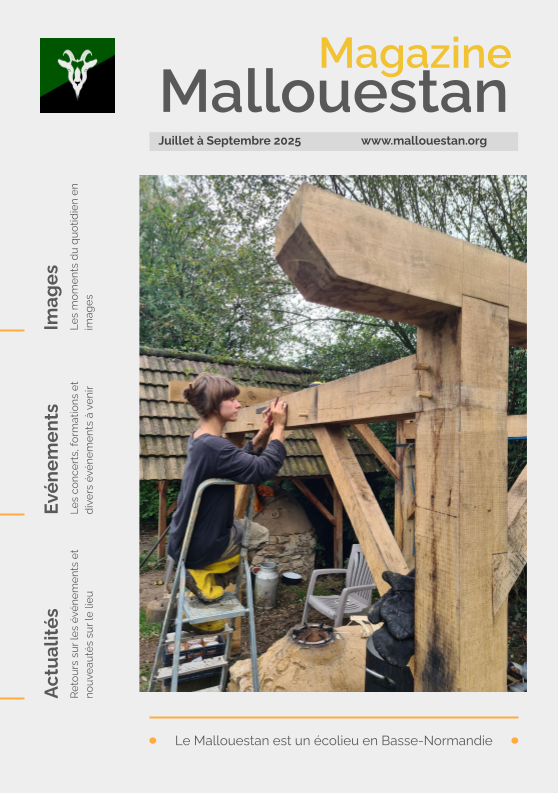 Magazine
Mallouestan
Juillet à Septembre 2025
www.mallouestan.org
Images
Les moments du quotidien en
images
Evénements
Les concerts, formations et
divers événements à venir
Actualités
Retours sur les événements et
nouveautés sur le lieu
Le Mallouestan est un écolieu en Basse-Normandie